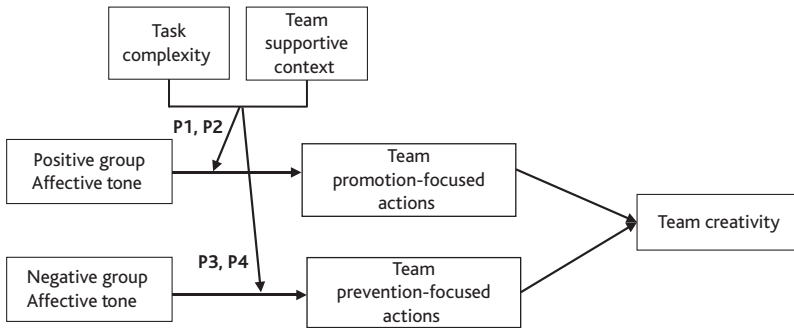 Task
complexity
Team
supportive
context
P1, P2
Positive group
Affective tone
Team
promotion-focused
actions
Team creativity
P3, P4
Negative group
Affective tone
Team
prevention-focused
actions